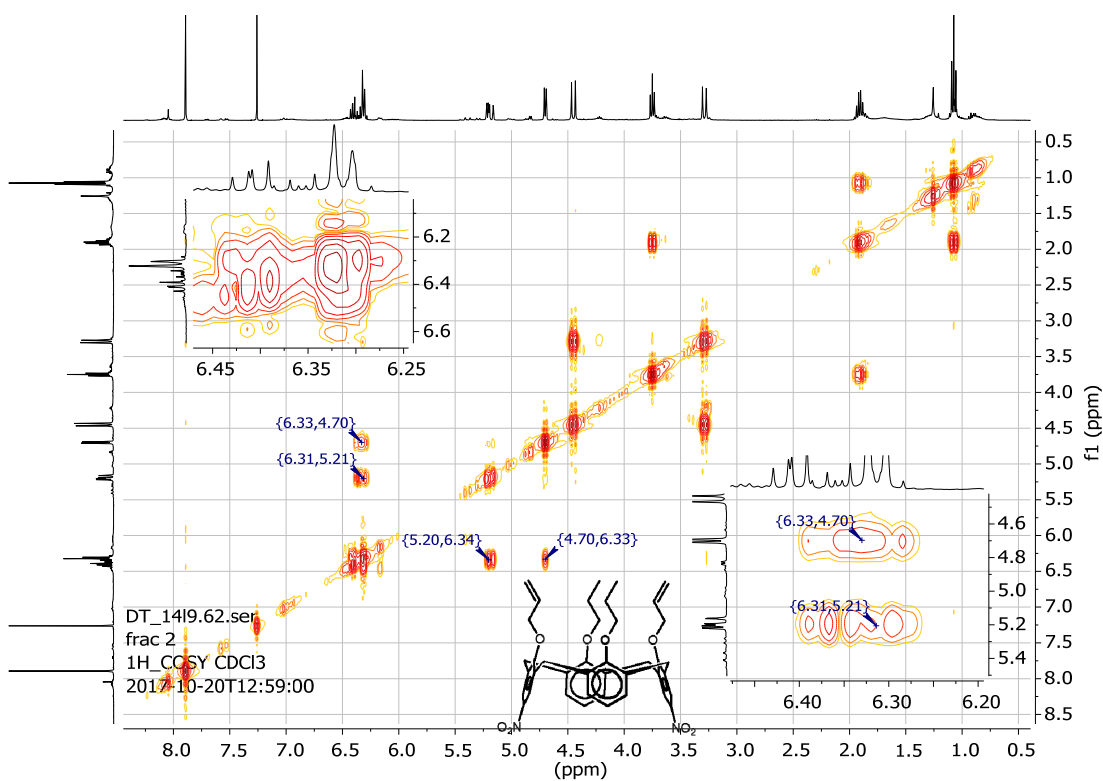 0.5
1.0
1.5
2.0
2.5
3.0
3.5
4.0
4.5
5.0
5.5
6.0
6.5
7.0
7.5
8.0
8.5
f1 (ppm)
6.2
6.4
6.6
6.45 6.35 6.25
{6.33,4.70}
{6.31,5.21}
{5.20,6.34} {4.70,6.33}
4.6
4.8
5.0
5.2
5.4
{6.33,4.70}
{6.31,5.21}
6.40 6.30 6.20
DT_14I9.62.ser
frac 2
1H_COSY CDCl3
2017-10-20T12:59:00
O O O O
O₂N NO₂
8.0 7.5 7.0 6.5 6.0 5.5 5.0 4.5 4.0 3.5 3.0 2.5 2.0 1.5 1.0 0.5
(ppm)